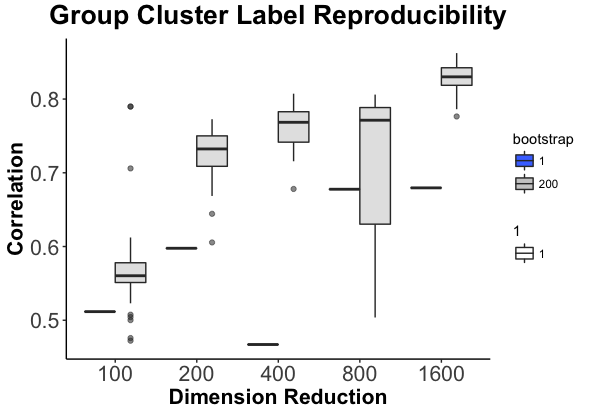 Group Cluster Label Reproducibility
Correlation
0.8
0.7
0.6
0.5
100 200 400 800 1600
Dimension Reduction
bootstrap
1
200
1
1